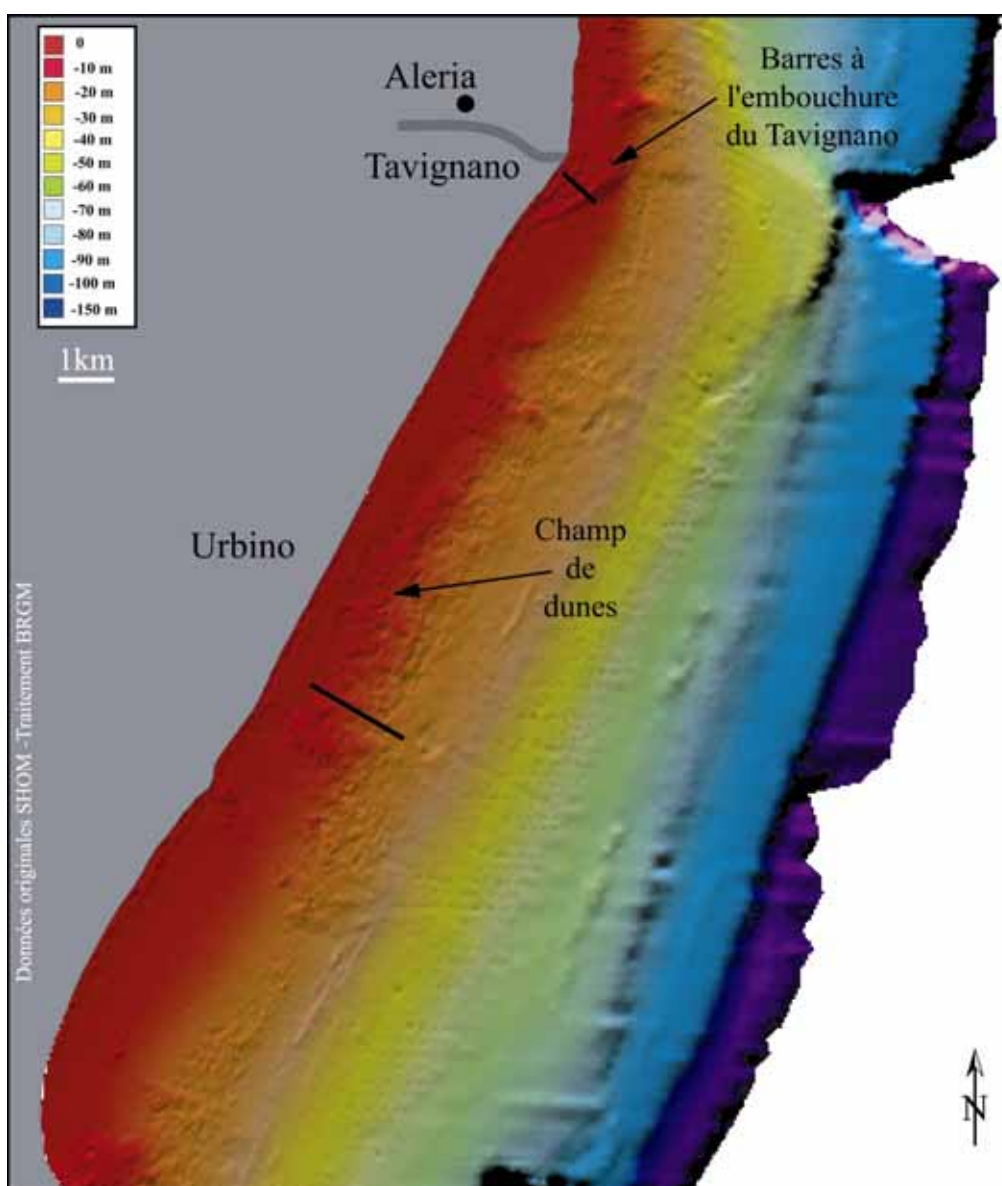 0
-10 m
-20 m
-30 m
-40 m
-50 m
-60 m
-70 m
-80 m
-90 m
-100 m
-150 m
1km
Aleria
Tavignano
Barres à
l'embouchure
du Tavignano
Urbino
Champ
de
dunes
Données originales SHOM -Traitement BRGM
N